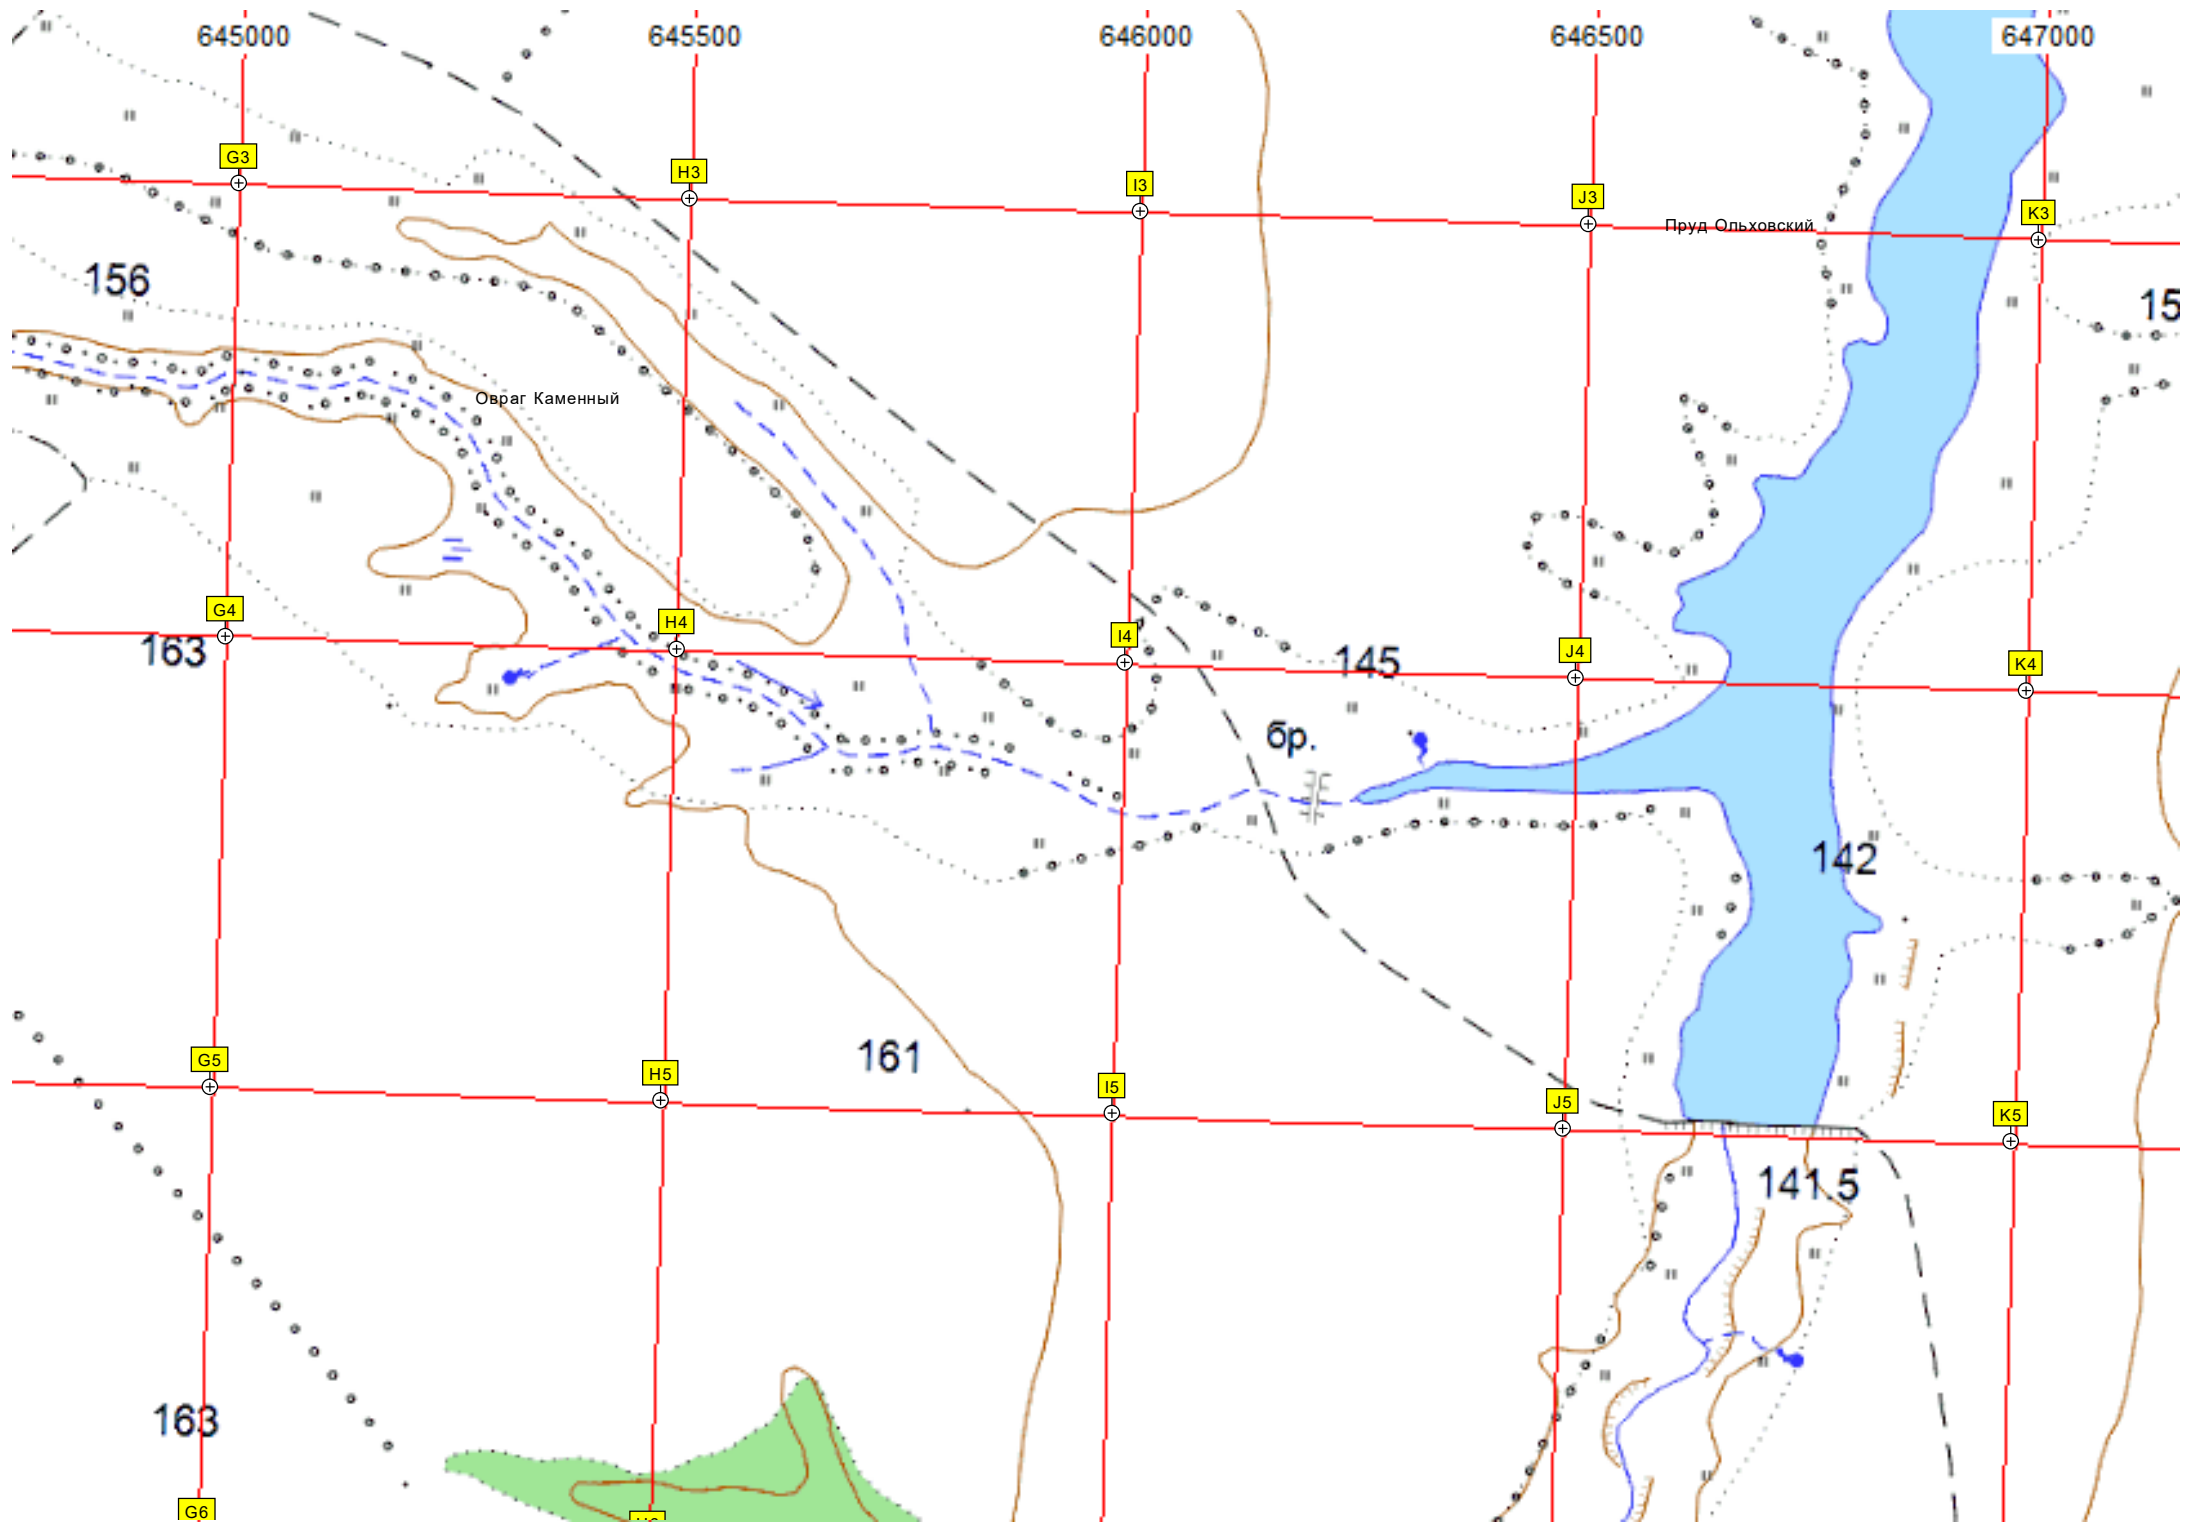 645000 645500 646000 646500 647000
G3 H3 I3 J3 K3
Пруд Ольховский
156 15
Овраг Каменный
G4 H4 I4 J4 K4
163 145
бр.
142
161
G5 H5 I5 J5 K5
141.5
163
G6